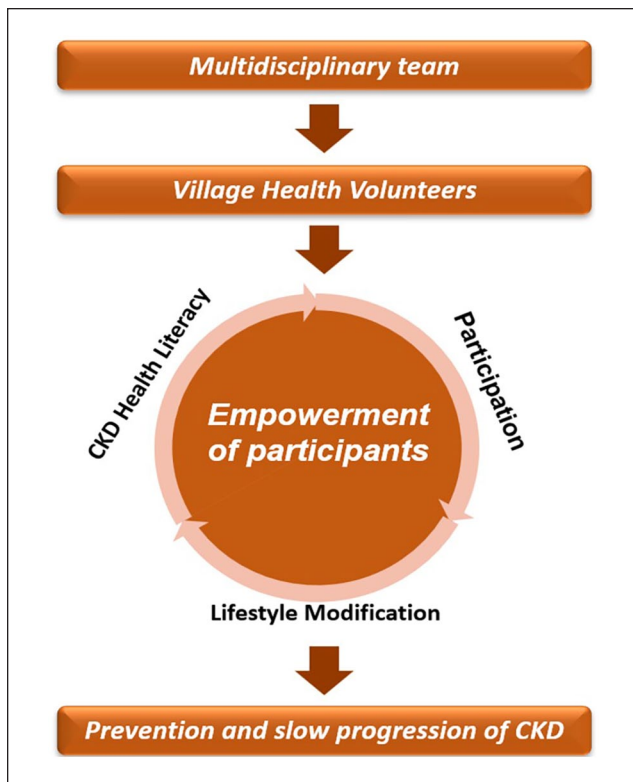 Multidisciplinary team
Village Health Volunteers
CKD Health Literacy
Participation
Empowerment
of participants
Lifestyle Modification
Prevention and slow progression of CKD